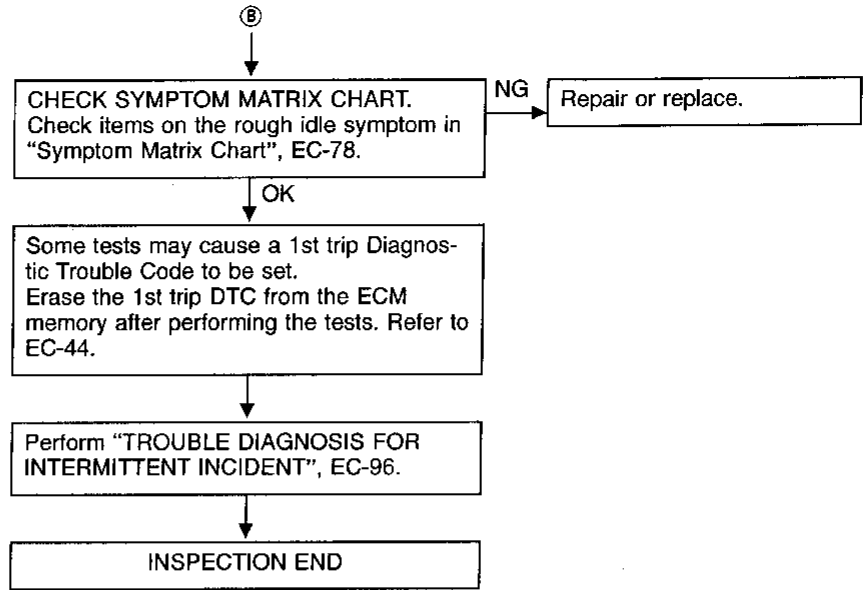 Ⓑ
CHECK SYMPTOM MATRIX CHART.
Check items on the rough idle symptom in
“Symptom Matrix Chart”, EC-78.
NG
Repair or replace.
OK
Some tests may cause a 1st trip Diagnos-
tic Trouble Code to be set.
Erase the 1st trip DTC from the ECM
memory after performing the tests. Refer to
EC-44.
Perform “TROUBLE DIAGNOSIS FOR
INTERMITTENT INCIDENT”, EC-96.
INSPECTION END